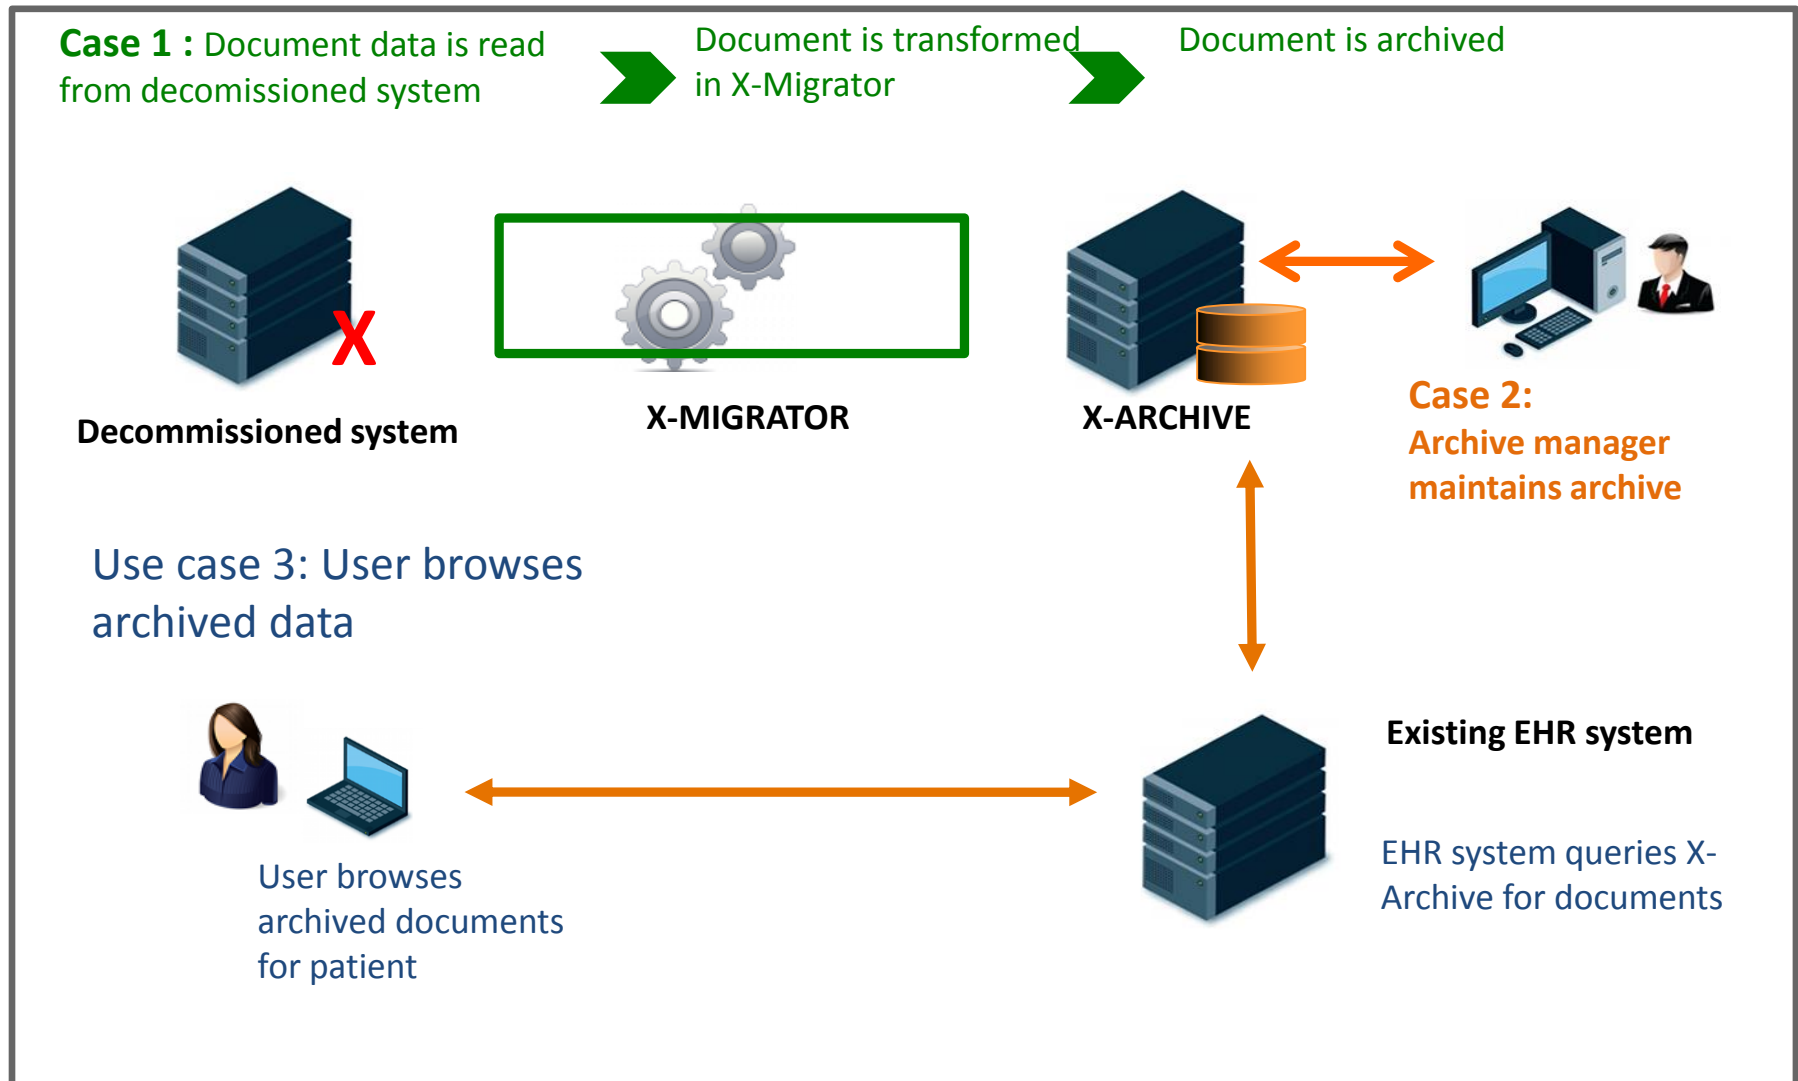 Case 1 : Document data is read
from decomissioned system
Document is transformed
in X-Migrator
Document is archived
X
Decommissioned system
X-MIGRATOR
X-ARCHIVE
Case 2:
Archive manager
maintains archive
Use case 3: User browses
archived data
Existing EHR system
User browses
archived documents
for patient
EHR system queries X-
Archive for documents